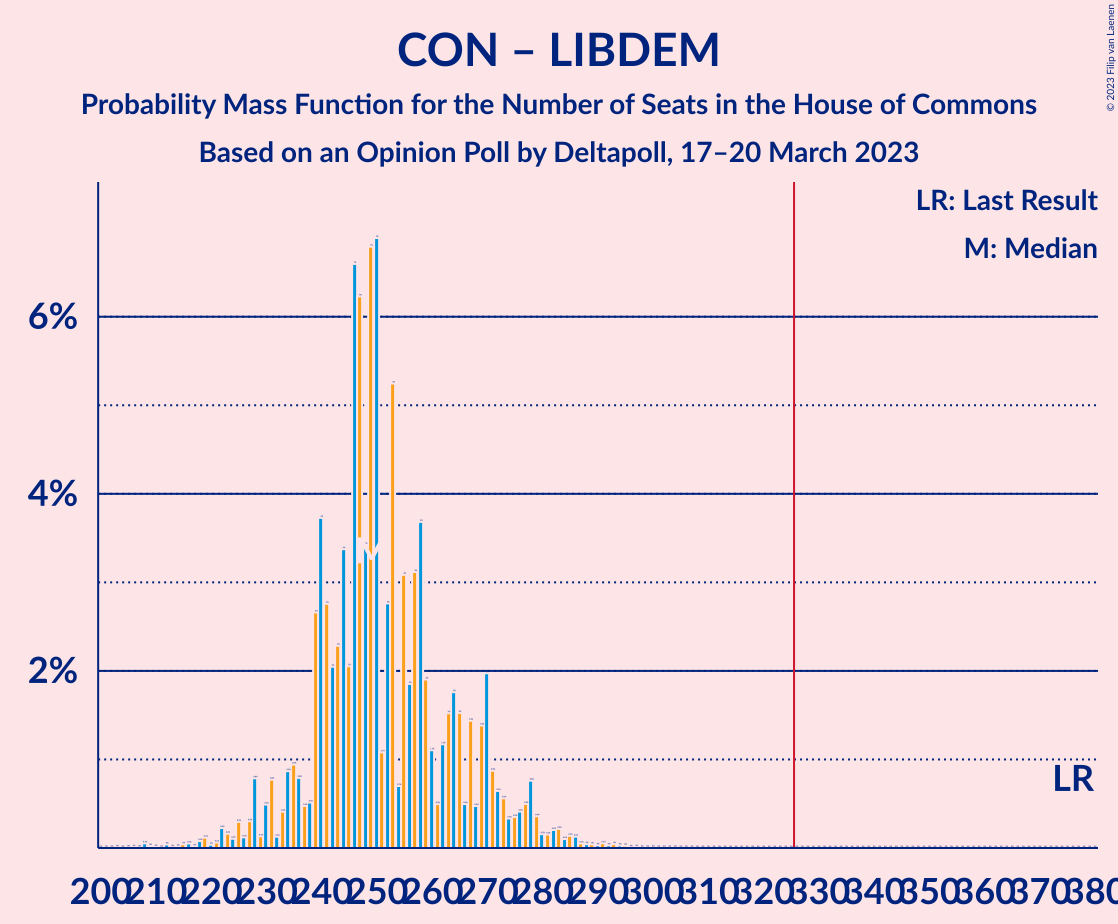 CON – LIBDEM
Probability Mass Function for the Number of Seats in the House of Commons
Based on an Opinion Poll by Deltapoll, 17–20 March 2023
© 2023 Filip van Laenen
LR: Last Result
M: Median
6%
4%
2%
M
LR
200 210 220 230 240 250 260 270 280 290 300 310 320 330 340 350 360 370 380